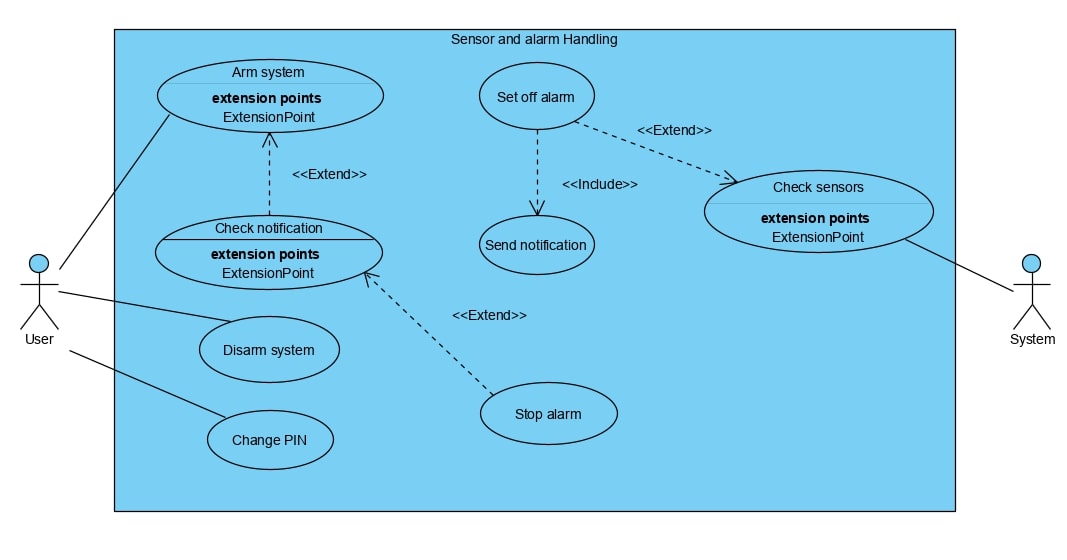 Sensor and alarm Handling
Arm system
extension points
ExtensionPoint
Set off alarm
<<Extend>>
<<Extend>>
<<Include>>
Check sensors
extension points
ExtensionPoint
Check notification
extension points
ExtensionPoint
Send notification
<<Extend>>
User
System
Disarm system
Stop alarm
Change PIN